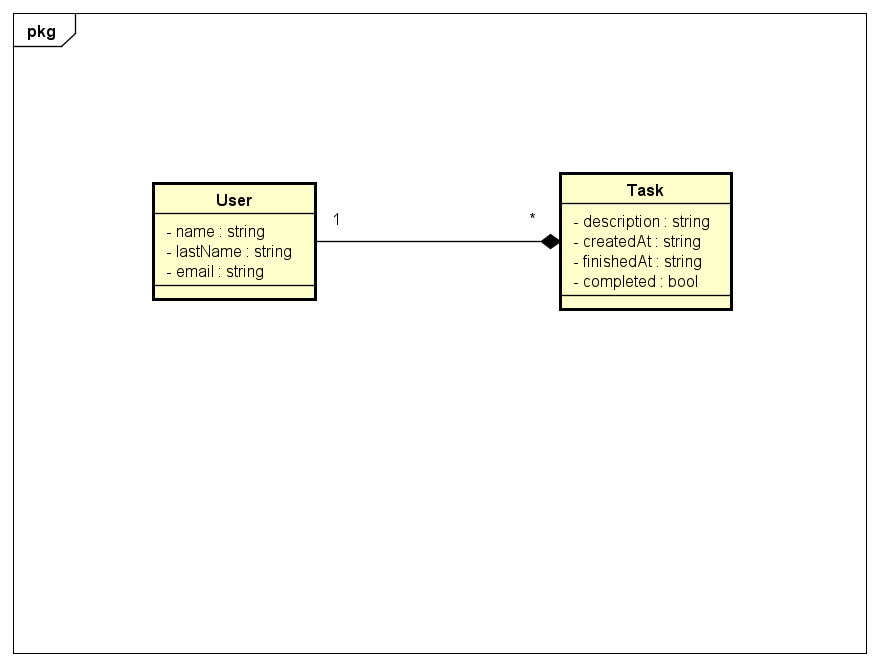 pkg
User
- name : string
- lastName : string
- email : string
1
*
Task
- description : string
- createdAt : string
- finishedAt : string
- completed : bool